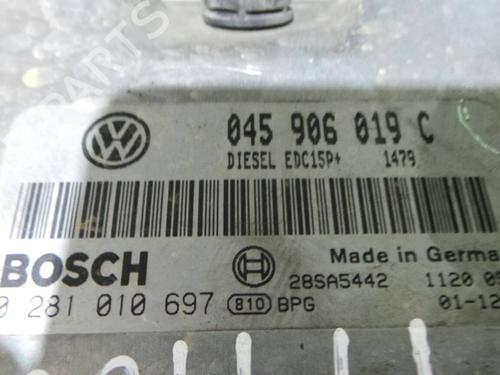 045 906 019 C
DIESEL EDC15P+ 1479
BOSCH
Made in Germa
28SA5442 1120
0 281 010 697 810 BPG 01-12